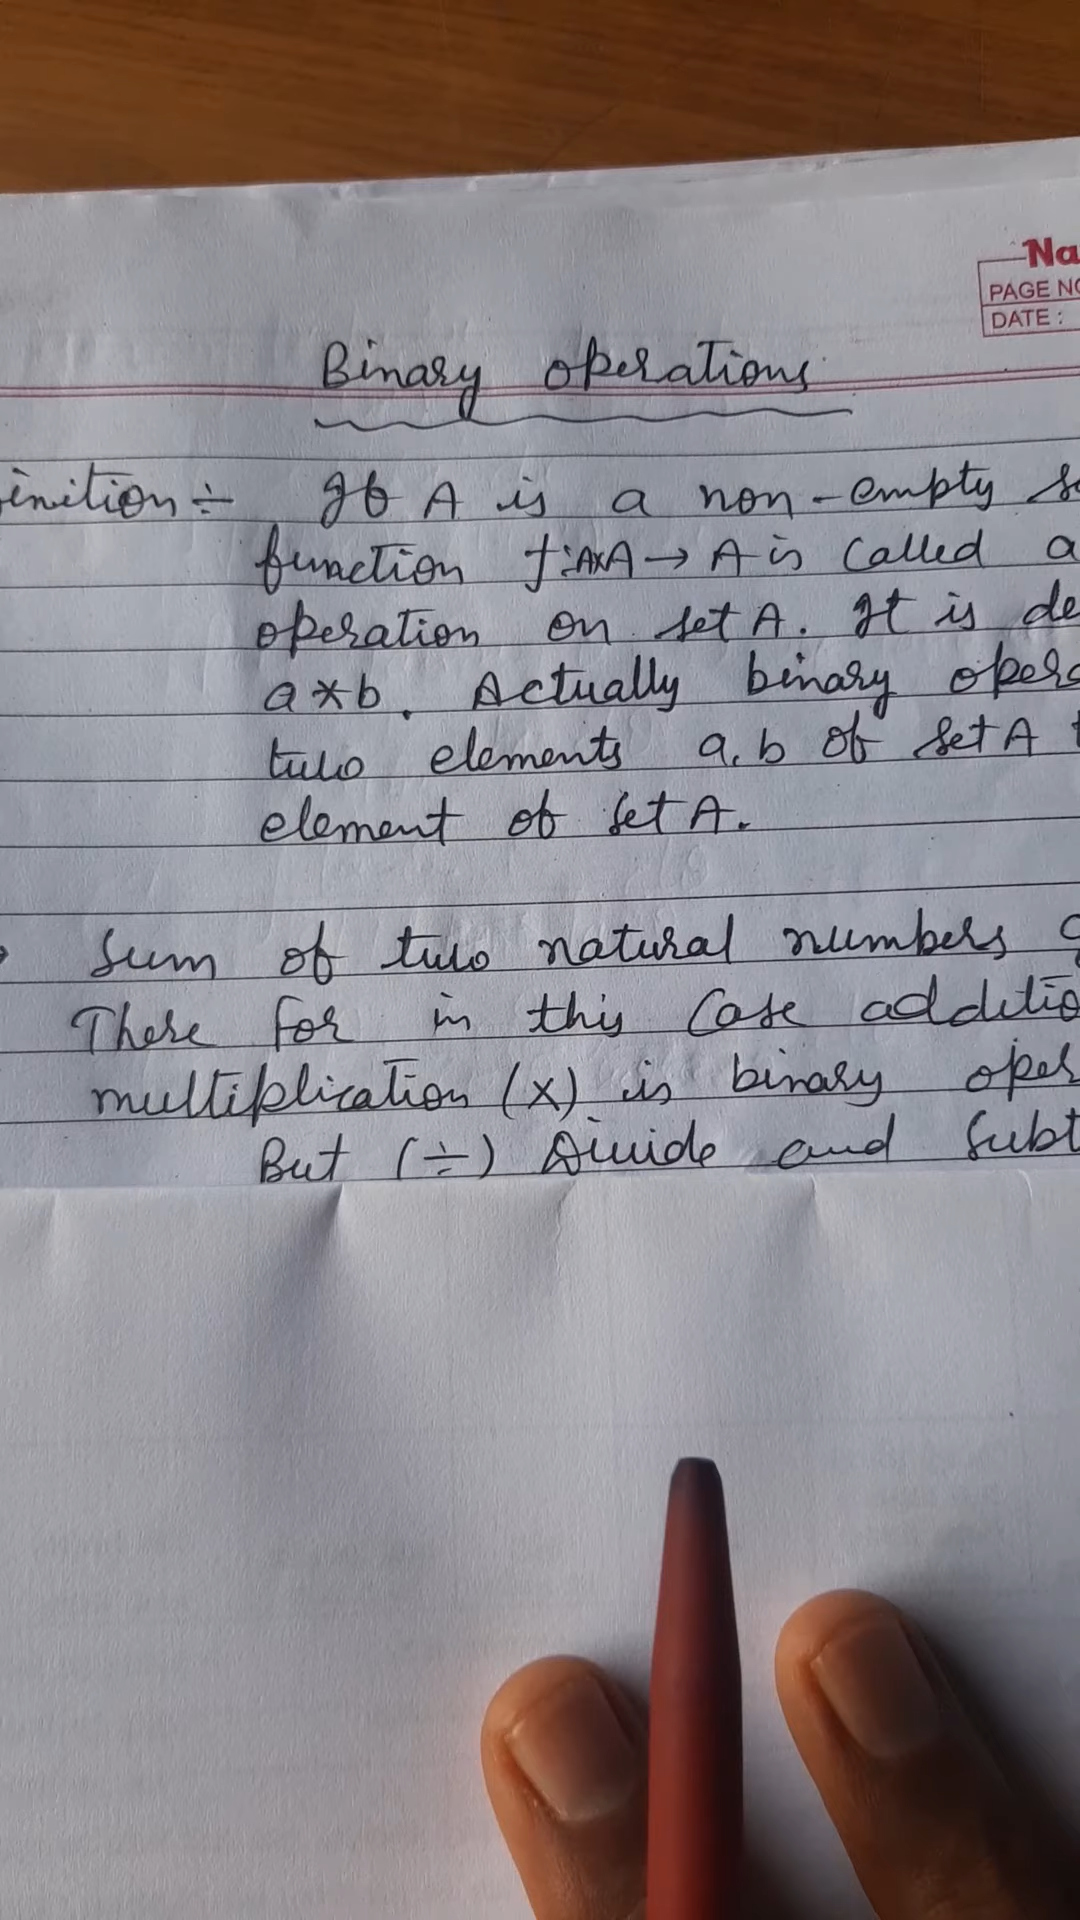 Na
PAGE NO
DATE :
Binary operations
inition ÷ If A is a non-empty s
function f:A×A → A is called a
operation on set A. It is de
a*b. Actually binary opera
two elements a, b of set A t
element of set A.
Sum of two natural numbers
There for in this Case additio
multiplication (×) is binary oper
But (÷) Divide and Subt